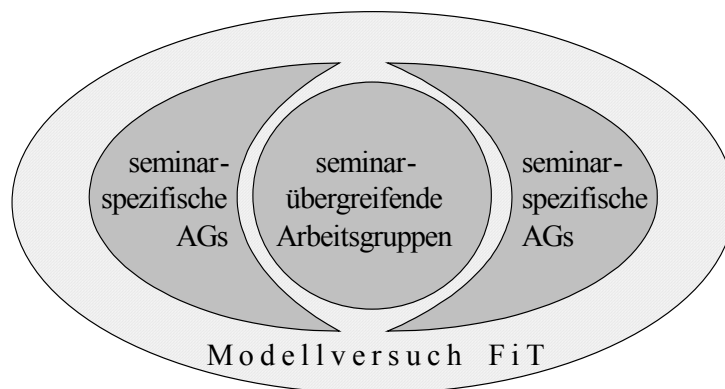 seminar-
spezifische
AGs
seminar-
übergreifende
Arbeitsgruppen
seminar-
spezifische
AGs
Modellversuch FiT